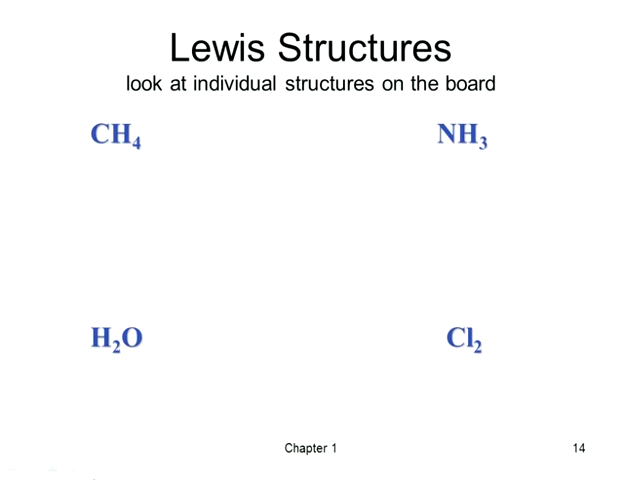 Lewis Structures
look at individual structures on the board
CH₄ NH₃
H₂O Cl₂
Chapter 1 14